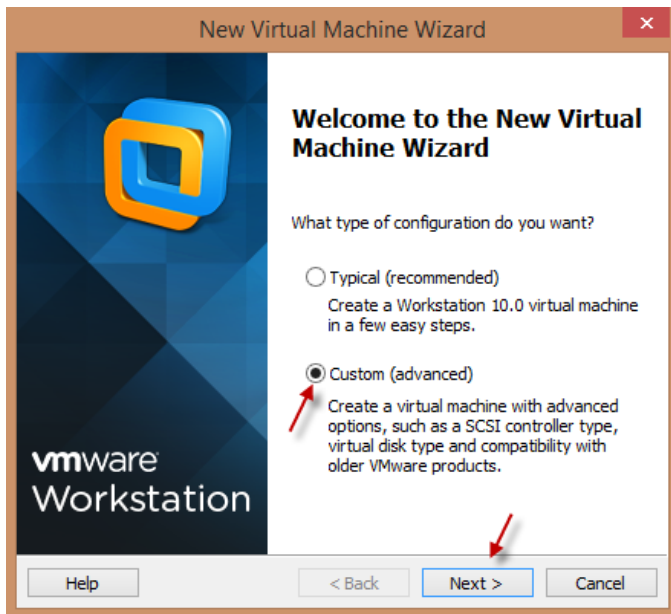 New Virtual Machine Wizard
x
Welcome to the New Virtual
Machine Wizard
What type of configuration do you want?
Typical (recommended)
Create a Workstation 10.0 virtual machine
in a few easy steps.
Custom (advanced)
Create a virtual machine with advanced
options, such as a SCSI controller type,
virtual disk type and compatibility with
older VMware products.
vmware
Workstation
Help
< Back
Next >
Cancel